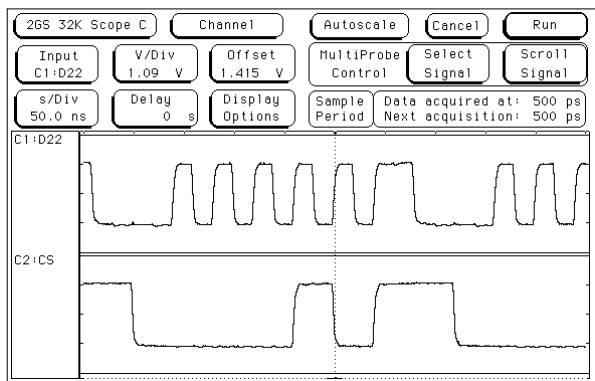 2GS 32K Scope C
Channel
Autoscale
Cancel
Run
Input
C1:D22
V/Div
1.09 V
Offset
1.415 V
MultiProbe
Control
Select
Signal
Scroll
Signal
s/Div
50.0 ns
Delay
0 s
Display
Options
Sample
Period
Data acquired at: 500 ps
Next acquisition: 500 ps
C1:D22
C2:CS